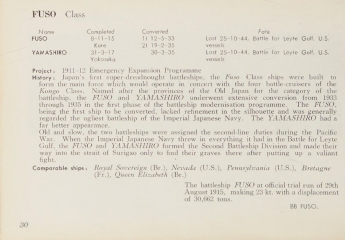 FUSO Class
Name Completed Converted Fate
FUSO 8-11-15 1) 12-5-33 Lost 25-10-44, Battle for Leyte Gulf, U.S.
Kure 2) 19-2-35 vessels
YAMASHIRO 31-3-17 30-3-35 Lost 25-10-44, Battle for Leyte Gulf, U.S.
Yokosuka vessels
Project: 1911-12 Emergency Expansion Programme
History: Japan's first super-dreadnought battleships, the Fuso Class ships were built to
form the main force which would operate in concert with the four battle-cruisers of the
Kongo Class. Named after the provinces of the Old Japan for the category of the
battleship, the FUSO and YAMASHIRO underwent extensive conversion from 1933
through 1935 in the first phase of the battleship modernisation programme. The FUSO,
being the first ship to be converted, lacked refinement in the silhouette and was generally
regarded the ugliest battleship of the Imperial Japanese Navy. The YAMASHIRO had a
far better appearance.
Old and slow, the two battleships were assigned the second-line duties during the Pacific
War. When the Imperial Japanese Navy threw in everything it had in the Battle for Leyte
Gulf, the FUSO and YAMASHIRO formed the Second Battleship Division and made their
way into the strait of Surigao only to find their graves there after putting up a valiant
fight.
Comparable ships: Royal Sovereign (Br.), Nevada (U.S.), Pennsylvania (U.S.), Bretagne
(Fr.), Queen Elizabeth (Br.)
The battleship FUSO at official trial run of 29th
August 1915, making 23 kt. with a displacement
of 30,662 tons.
BB FUSO.
30